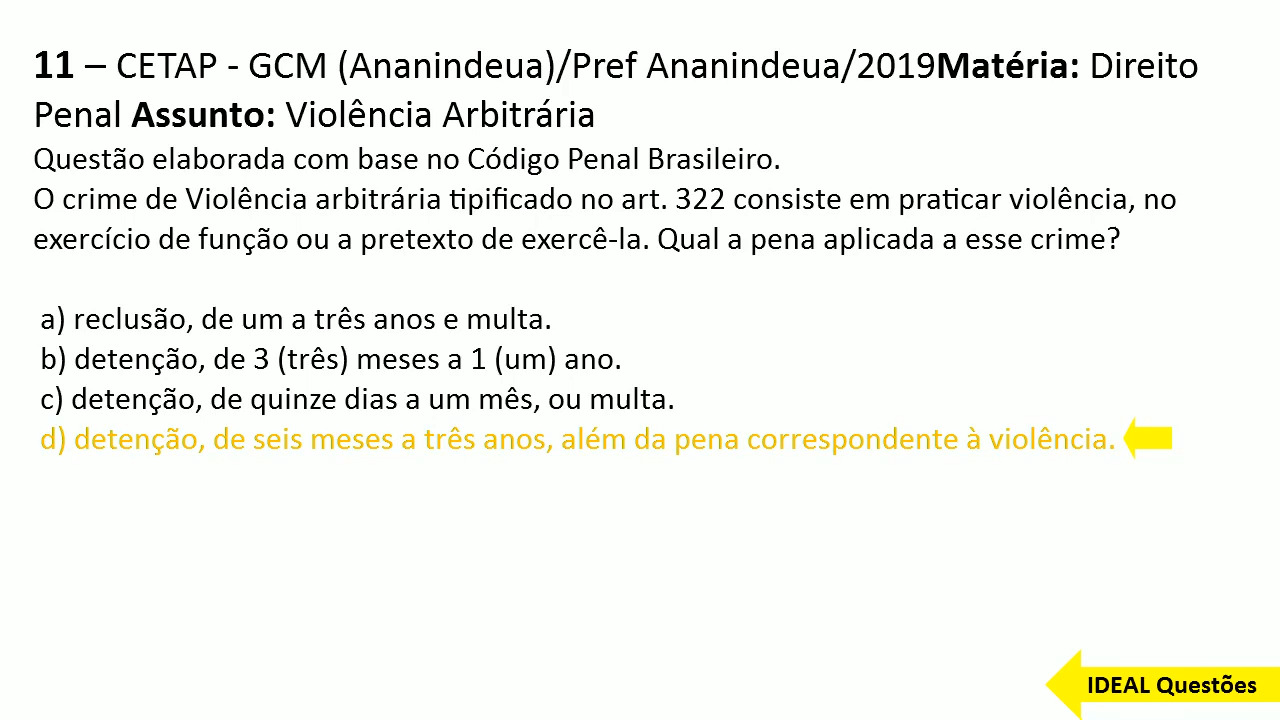 11 – CETAP - GCM (Ananindeua)/Pref Ananindeua/2019Matéria: Direito
Penal Assunto: Violência Arbitrária
Questão elaborada com base no Código Penal Brasileiro.
O crime de Violência arbitrária tipificado no art. 322 consiste em praticar violência, no
exercício de função ou a pretexto de exercê-la. Qual a pena aplicada a esse crime?
a) reclusão, de um a três anos e multa.
b) detenção, de 3 (três) meses a 1 (um) ano.
c) detenção, de quinze dias a um mês, ou multa.
d) detenção, de seis meses a três anos, além da pena correspondente à violência.
IDEAL Questões